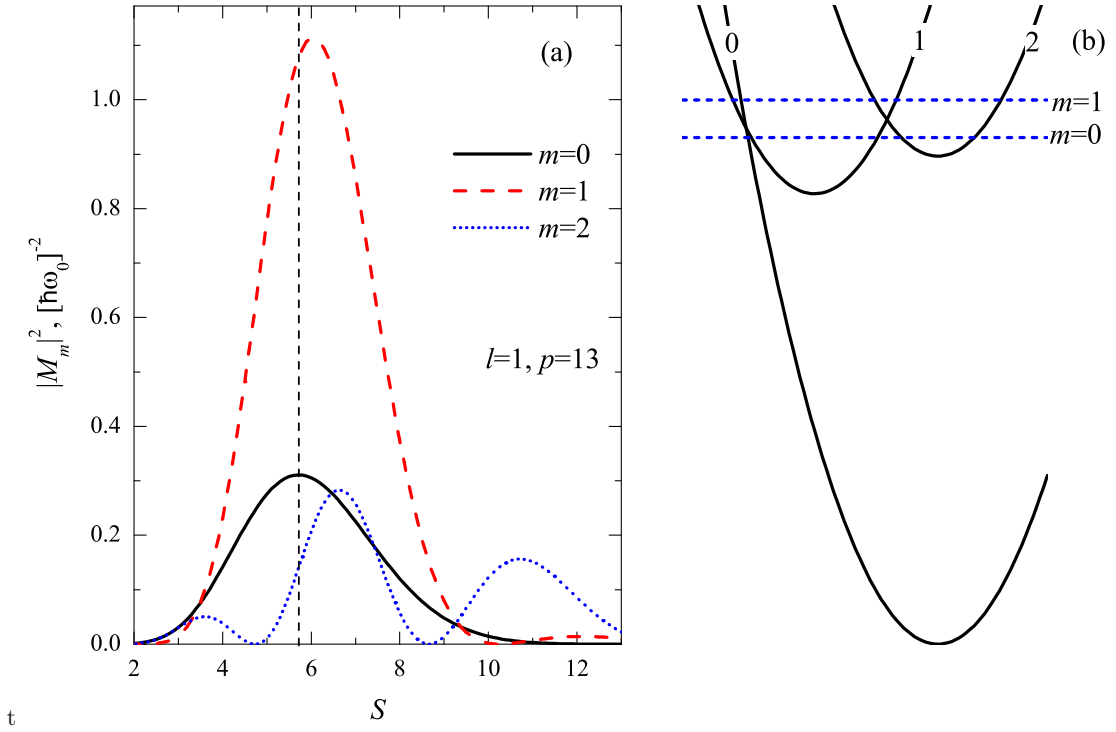 (a)
1.0
0.8
0.6
0.4
0.2
0.0
2 4 6 8 10 12
S
|M_m|^2, [ħω_0]^-2
m=0
m=1
m=2
l=1, p=13
(b)
0 1 2
m=1
m=0
t